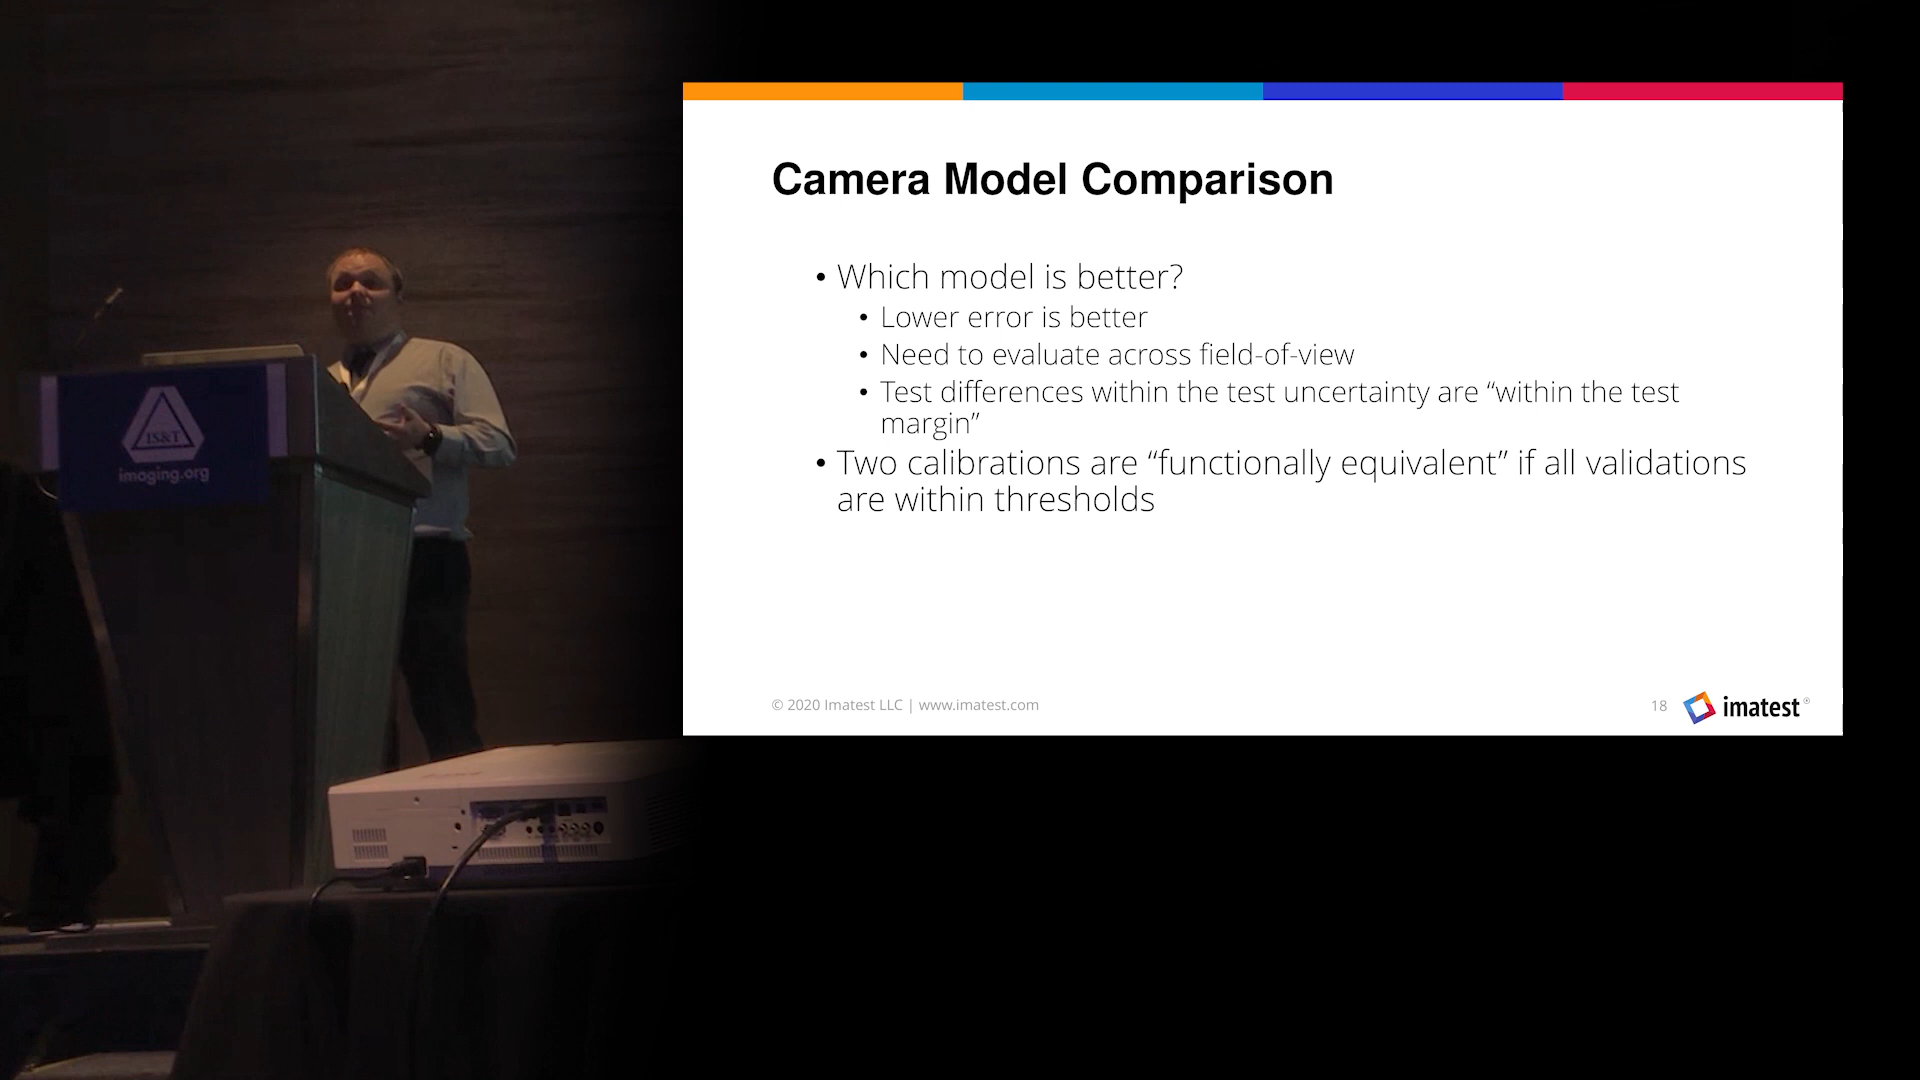 IS&T
imaging.org
Camera Model Comparison
• Which model is better?
• Lower error is better
• Need to evaluate across field-of-view
• Test differences within the test uncertainty are “within the test
margin”
• Two calibrations are “functionally equivalent” if all validations
are within thresholds
© 2020 Imatest LLC | www.imatest.com
18
imatest®